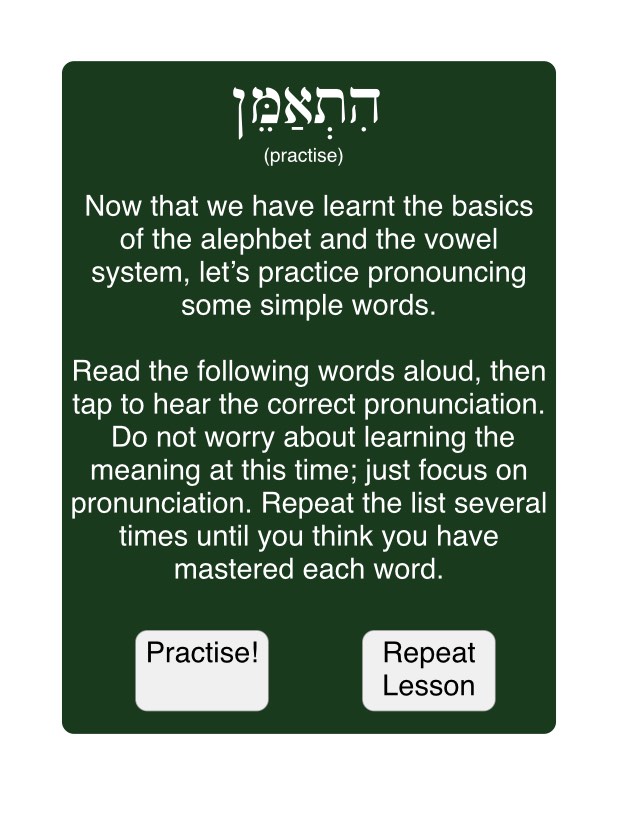 הִתְאַמֵּן
(practise)
Now that we have learnt the basics
of the alephbet and the vowel
system, let’s practice pronouncing
some simple words.
Read the following words aloud, then
tap to hear the correct pronunciation.
Do not worry about learning the
meaning at this time; just focus on
pronunciation. Repeat the list several
times until you think you have
mastered each word.
Practise!
Repeat
Lesson